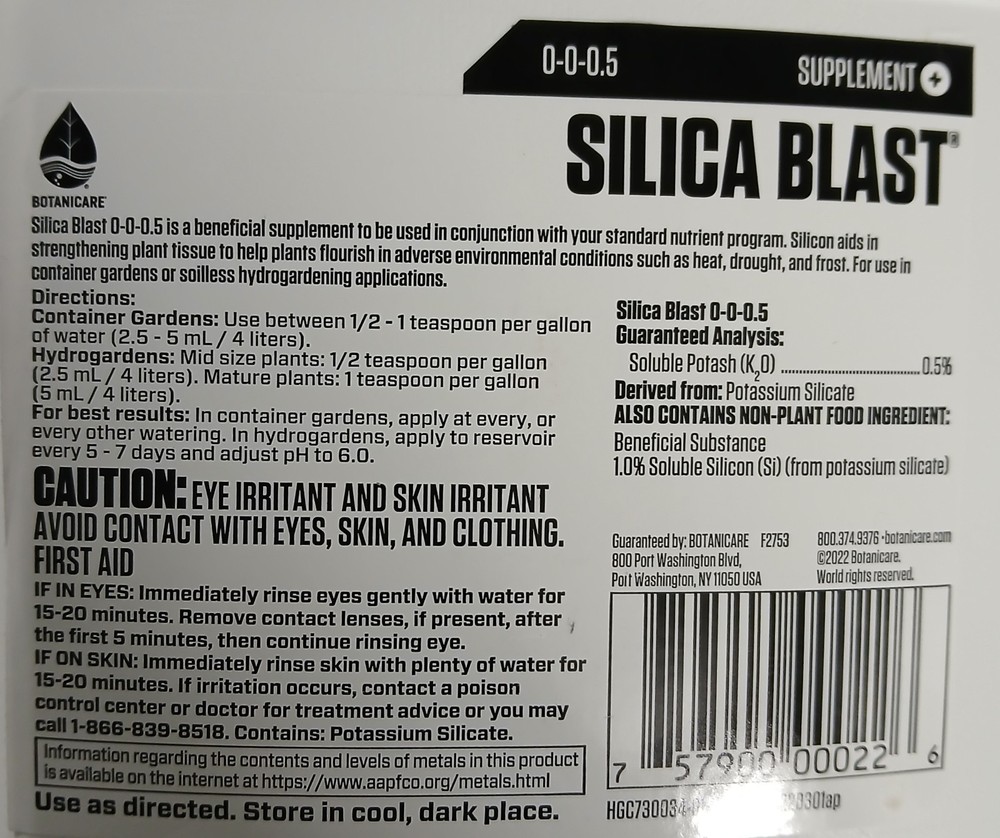 0-0-0.5
SUPPLEMENT +
SILICA BLAST®
BOTANICARE®
Silica Blast 0-0-0.5 is a beneficial supplement to be used in conjunction with your standard nutrient program. Silicon aids in
strengthening plant tissue to help plants flourish in adverse environmental conditions such as heat, drought, and frost. For use in
container gardens or soilless hydrogardening applications.
Directions:
Container Gardens: Use between 1/2 - 1 teaspoon per gallon
of water (2.5 - 5 mL / 4 liters).
Hydrogardens: Mid size plants: 1/2 teaspoon per gallon
(2.5 mL / 4 liters). Mature plants: 1 teaspoon per gallon
(5 mL / 4 liters).
For best results: In container gardens, apply at every, or
every other watering. In hydrogardens, apply to reservoir
every 5 - 7 days and adjust pH to 6.0.
CAUTION: EYE IRRITANT AND SKIN IRRITANT
AVOID CONTACT WITH EYES, SKIN, AND CLOTHING.
FIRST AID
IF IN EYES: Immediately rinse eyes gently with water for
15-20 minutes. Remove contact lenses, if present, after
the first 5 minutes, then continue rinsing eye.
IF ON SKIN: Immediately rinse skin with plenty of water for
15-20 minutes. If irritation occurs, contact a poison
control center or doctor for treatment advice or you may
call 1-866-839-8518. Contains: Potassium Silicate.
Information regarding the contents and levels of metals in this product
is available on the internet at https://www.aapfco.org/metals.html
Use as directed. Store in cool, dark place.
Silica Blast 0-0-0.5
Guaranteed Analysis:
Soluble Potash (K₂O) ........................................ 0.5%
Derived from: Potassium Silicate
ALSO CONTAINS NON-PLANT FOOD INGREDIENT:
Beneficial Substance
1.0% Soluble Silicon (Si) (from potassium silicate)
Guaranteed by: BOTANICARE F2753
800 Port Washington Blvd,
Port Washington, NY 11050 USA
800.374.9376 • botanicare.com
©2022 Botanicare.
World rights reserved.
7 57900 00022 6
HGC730034